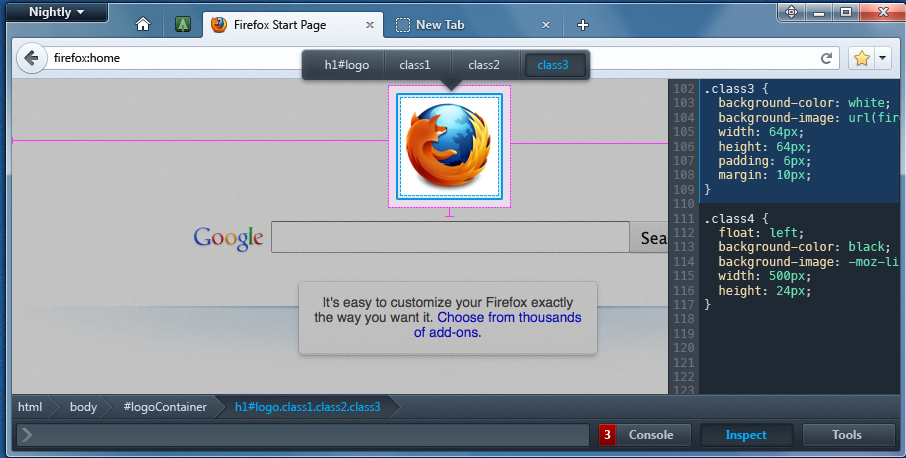 Nightly
Firefox Start Page
New Tab
firefox:home
h1#logo class1 class2 class3
Google
Sea
It's easy to customize your Firefox exactly
the way you want it. Choose from thousands
of add-ons.
102 .class3 {
103 background-color: white;
104 background-image: url(fir
105 width: 64px;
106 height: 64px;
107 padding: 6px;
108 margin: 10px;
109 }
110
111 .class4 {
112 float: left;
113 background-color: black;
114 background-image: -moz-li
115 width: 500px;
116 height: 24px;
117 }
118
119
120
121
122
123
html body #logoContainer h1#logo.class1.class2.class3
3 Console Inspect Tools